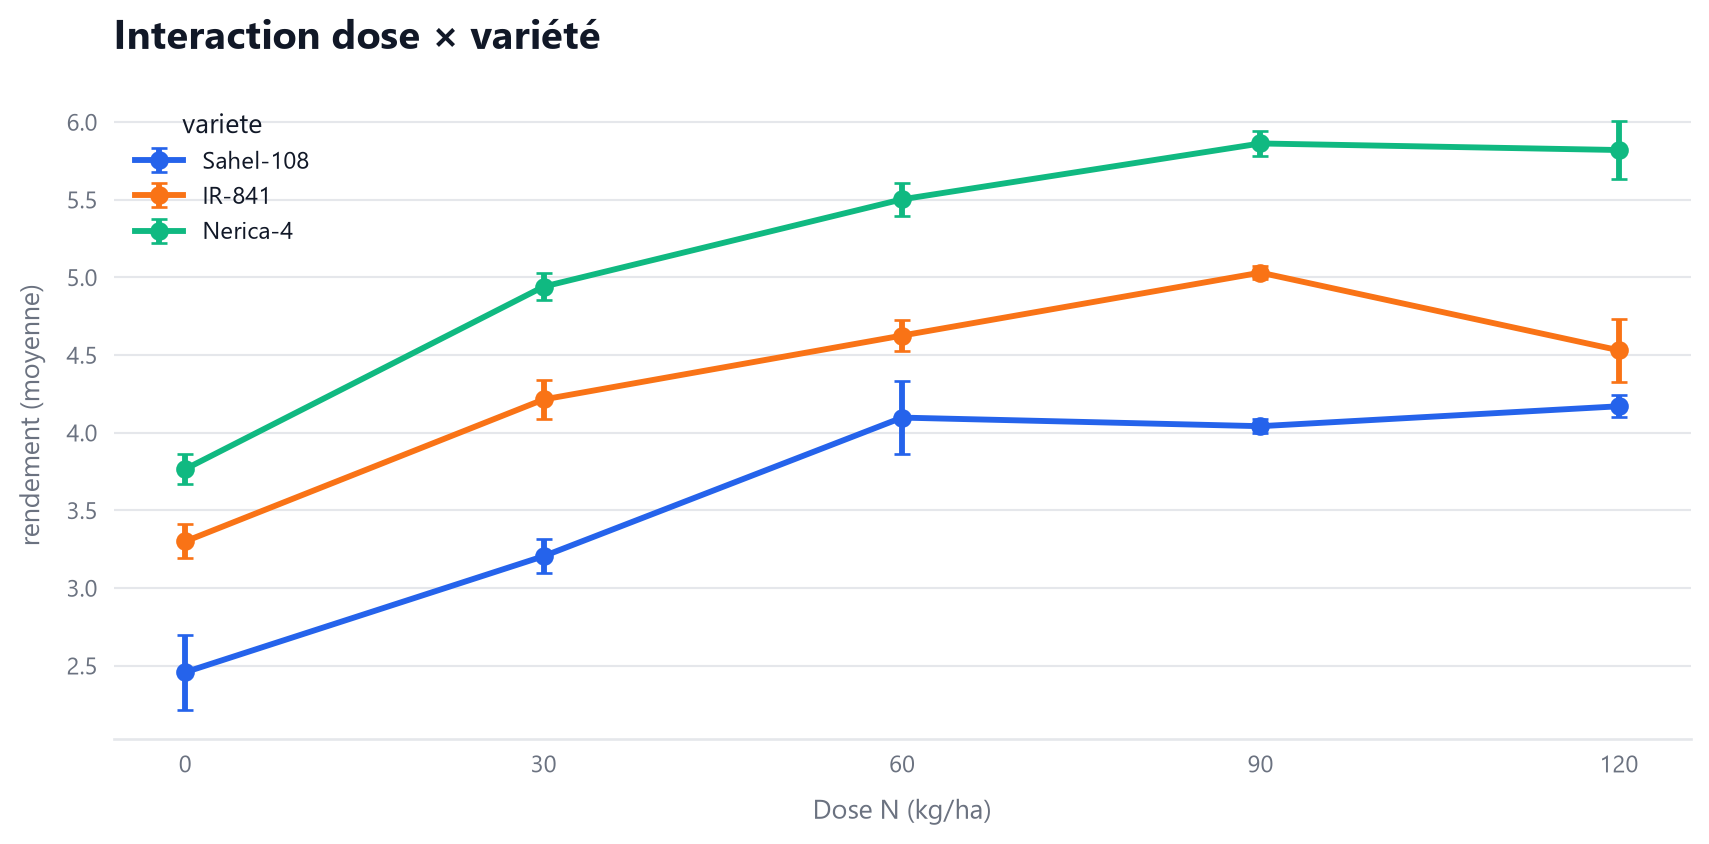 Interaction dose × variété
variete
Sahel-108
IR-841
Nerica-4
rendement (moyenne)
6.0
5.5
5.0
4.5
4.0
3.5
3.0
2.5
0 30 60 90 120
Dose N (kg/ha)